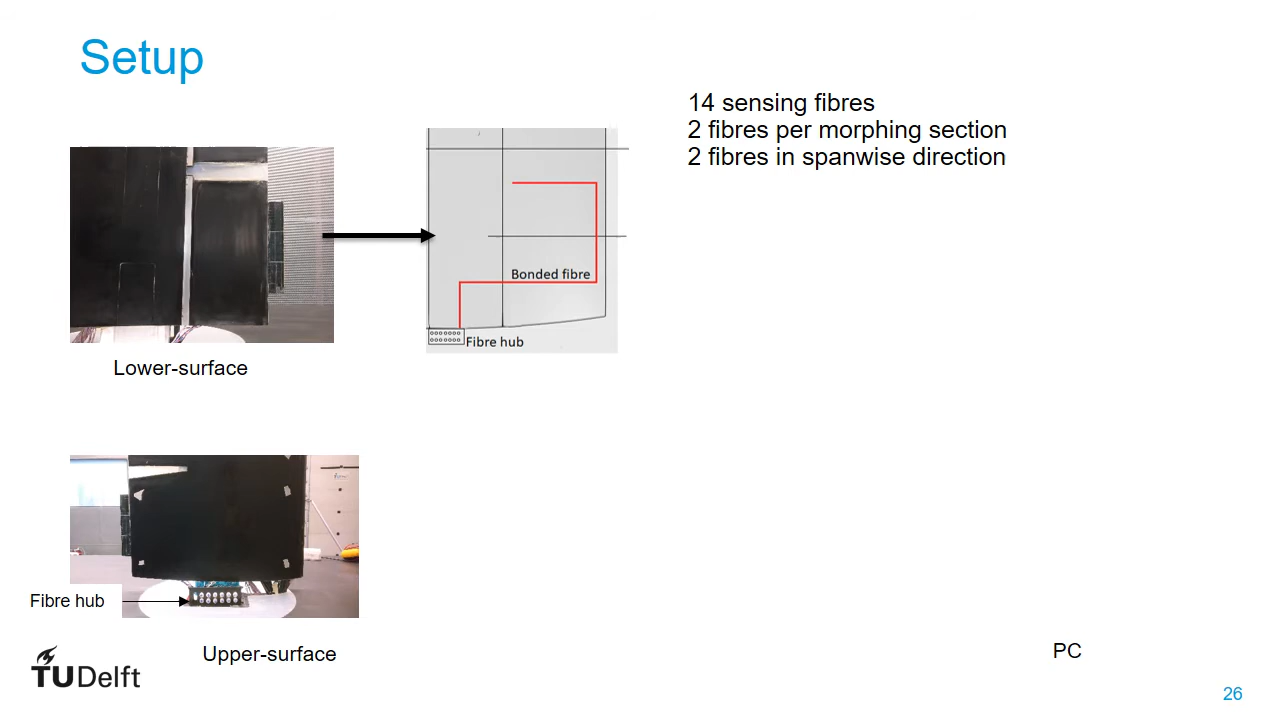 Setup
14 sensing fibres
2 fibres per morphing section
2 fibres in spanwise direction
Bonded fibre
Fibre hub
Lower-surface
Fibre hub
Upper-surface
PC
TUDelft
26